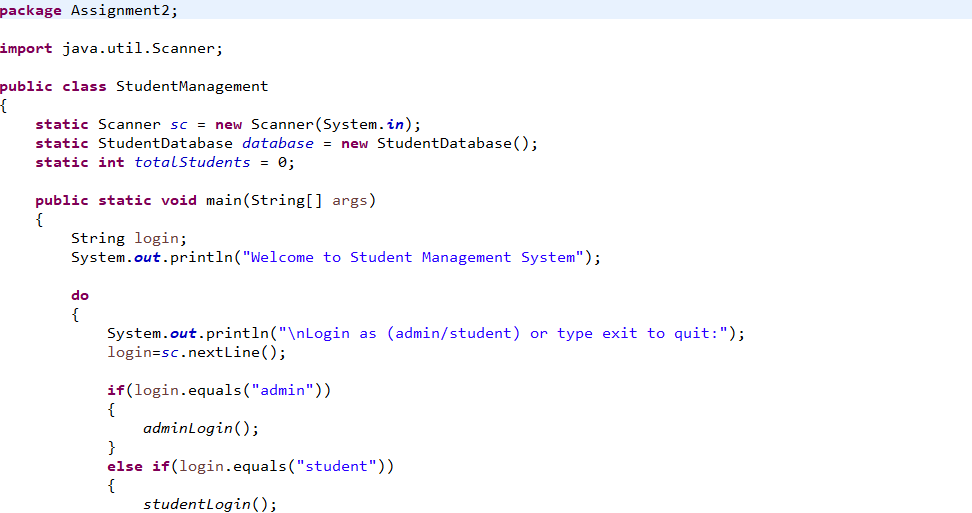 package Assignment2;
import java.util.Scanner;
public class StudentManagement
{
static Scanner sc = new Scanner(System.in);
static StudentDatabase database = new StudentDatabase();
static int totalStudents = 0;
public static void main(String[] args)
{
String login;
System.out.println("Welcome to Student Management System");
do
{
System.out.println("\nLogin as (admin/student) or type exit to quit:");
login=sc.nextLine();
if(login.equals("admin"))
{
adminLogin();
}
else if(login.equals("student"))
{
studentLogin();